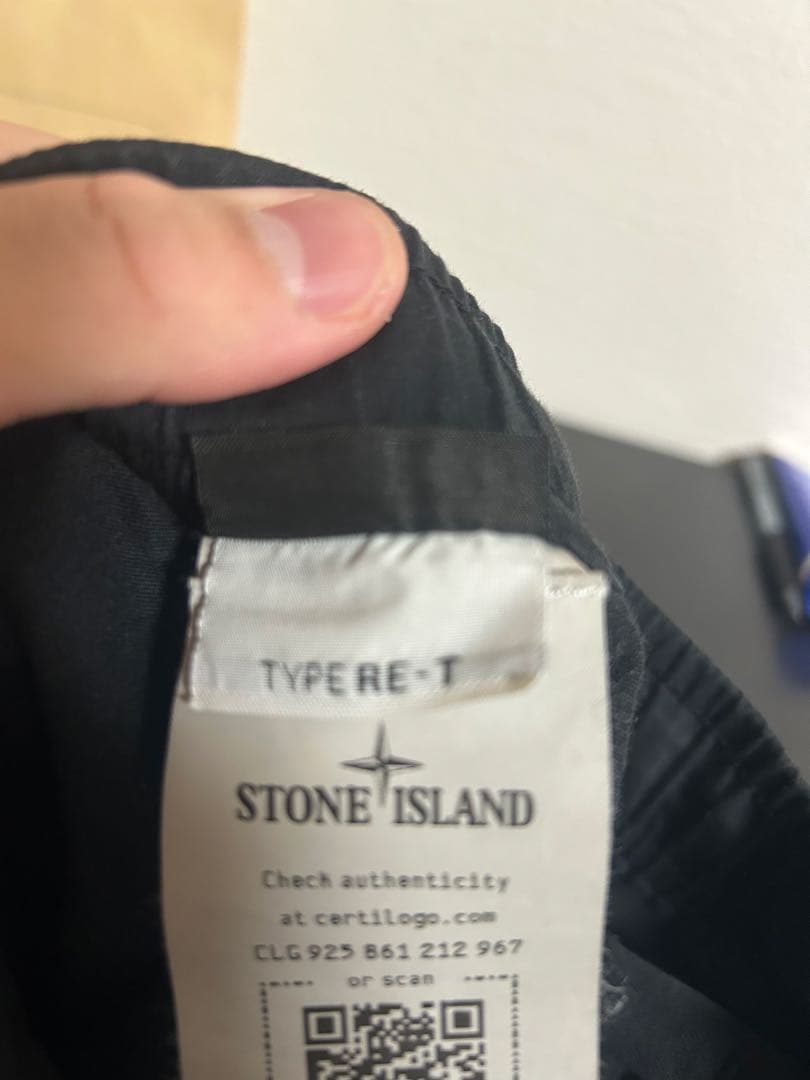 TYPE RE-T
STONE ISLAND
Check authenticity
at certilogo.com
CLG 925 861 212 967
or scan